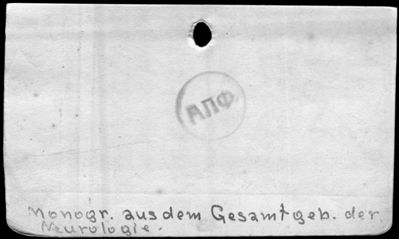 АПФ
Monogr. aus dem Gesamtgeb. der
Neurologie.